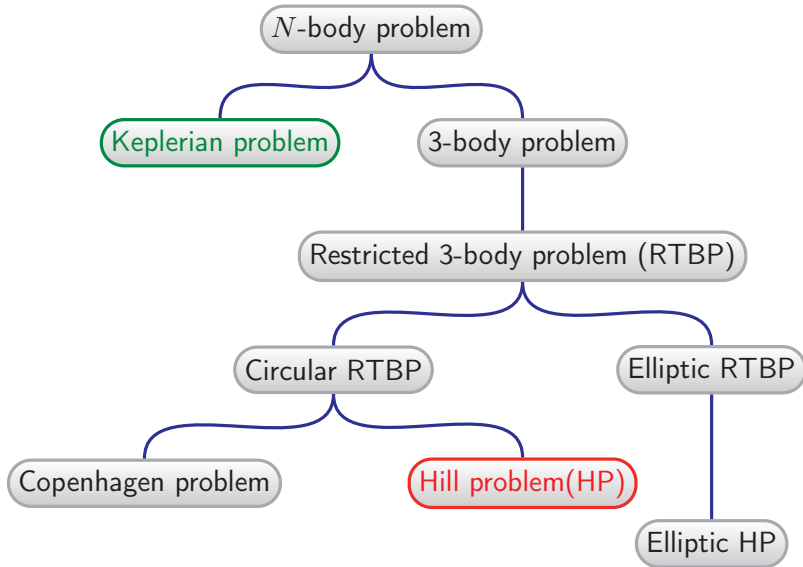 N-body problem
Keplerian problem
3-body problem
Restricted 3-body problem (RTBP)
Circular RTBP
Elliptic RTBP
Copenhagen problem
Hill problem(HP)
Elliptic HP